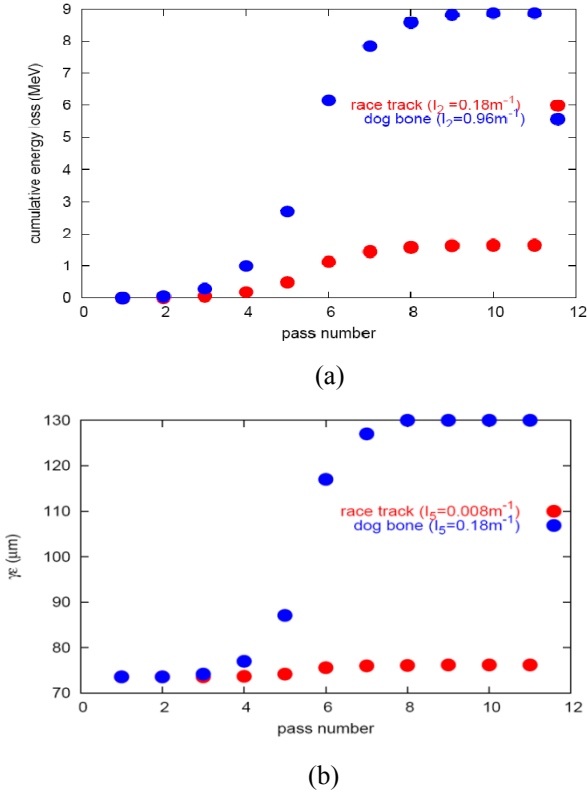 9
8
7
6
5
4
3
2
1
0
cumulative energy loss (MeV)
race track (I₂ =0.18m⁻¹)
dog bone (I₂=0.96m⁻¹)
0 2 4 6 8 10 12
pass number
(a)
130
120
110
100
90
80
70
γε (μm)
race track (I₅=0.008m⁻¹)
dog bone (I₅=0.18m⁻¹)
0 2 4 6 8 10 12
pass number
(b)